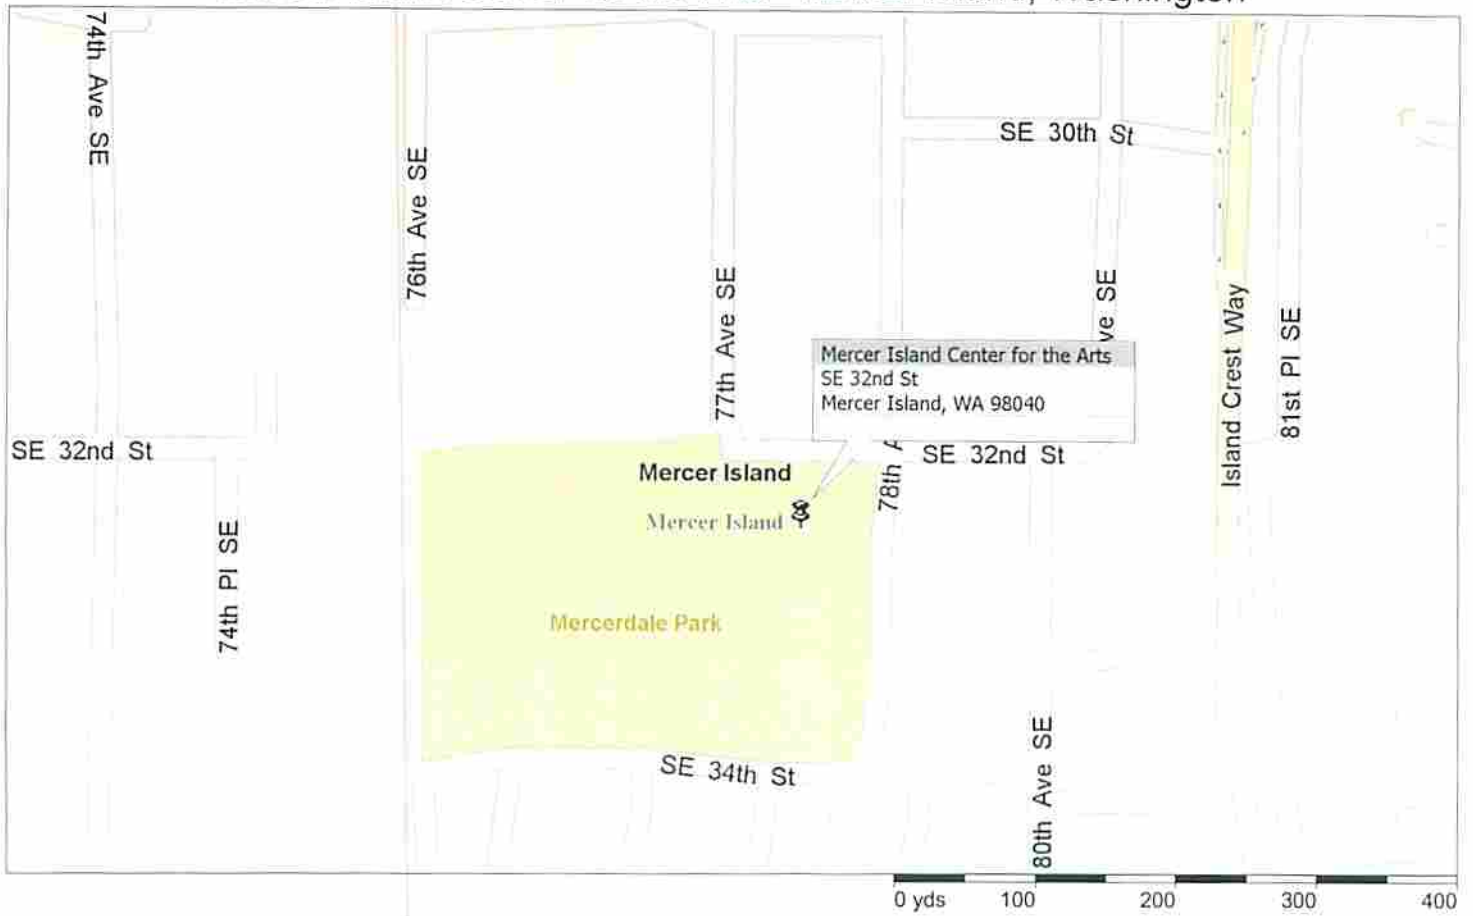 Washington
74th Ave SE
76th Ave SE
SE 30th St
77th Ave SE
ve SE
Island Crest Way
81st Pl SE
Mercer Island Center for the Arts
SE 32nd St
Mercer Island, WA 98040
SE 32nd St
78th A
SE 32nd St
Mercer Island
Mercer Island
74th Pl SE
Mercerdale Park
SE 34th St
80th Ave SE
0 yds 100 200 300 400